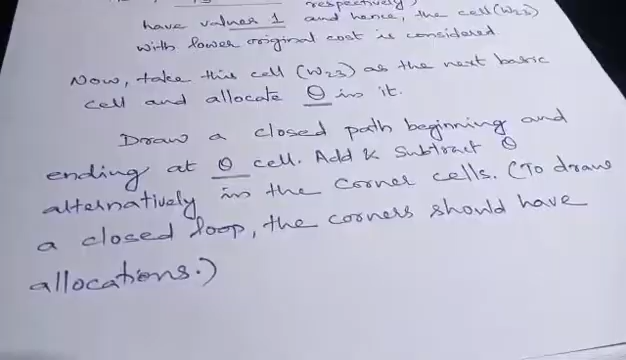 respectively)
have values 1 and hence, the cell (W23)
with lower original cost is considered.
Now, take this cell (W23) as the next basic
cell and allocate θ in it.
Draw a closed path beginning and
ending at θ cell. Add & Subtract θ
alternatively in the corner cells. (To draw
a closed loop, the corners should have
allocations.)